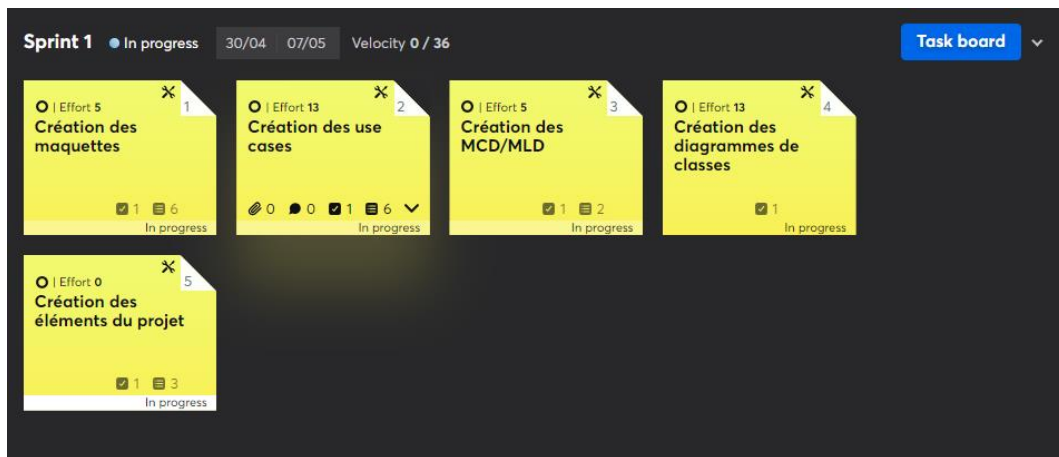 Sprint 1 In progress 30/04 07/05 Velocity 0 / 36 Task board
1
| Effort 5
Création des
maquettes
1 6
In progress
2
| Effort 13
Création des use
cases
0 0 1 6
In progress
3
| Effort 5
Création des
MCD/MLD
1 2
In progress
4
| Effort 13
Création des
diagrammes de
classes
1
In progress
5
| Effort 0
Création des
éléments du projet
1 3
In progress